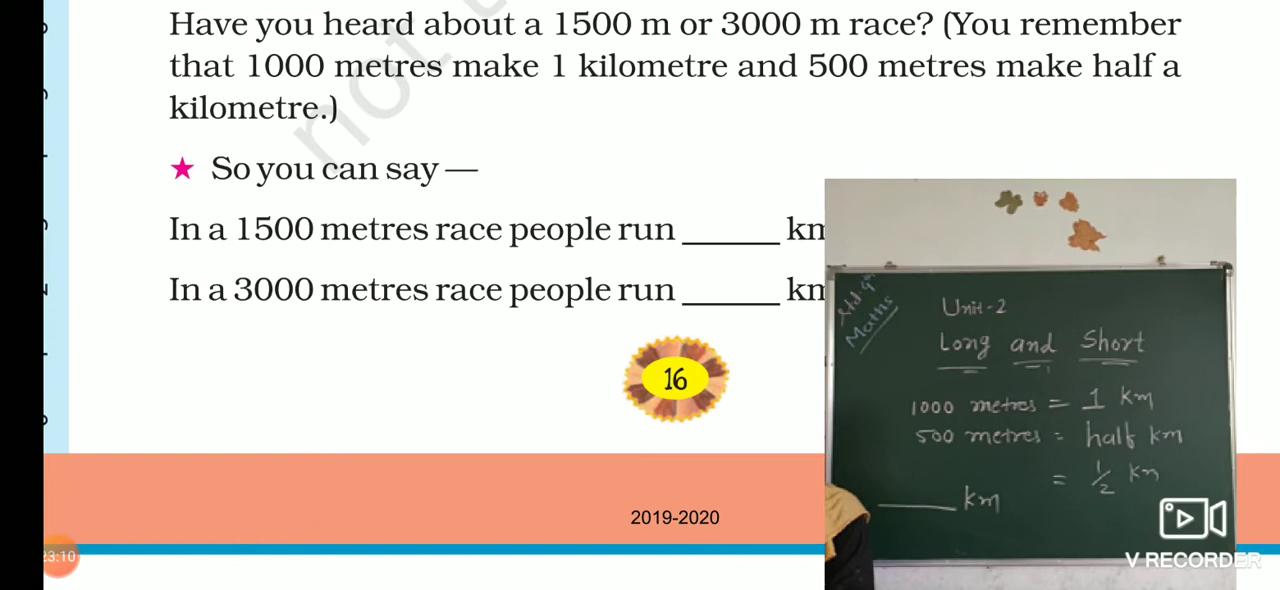 Have you heard about a 1500 m or 3000 m race? (You remember
that 1000 metres make 1 kilometre and 500 metres make half a
kilometre.)
★ So you can say —
In a 1500 metres race people run ______ km
In a 3000 metres race people run ______ km
16
2019-2020
23:10
not
Maths
Unit-2
Long and Short
1000 metres = 1 km
500 metres = half km
= 1/2 km
______ km
V RECORDER